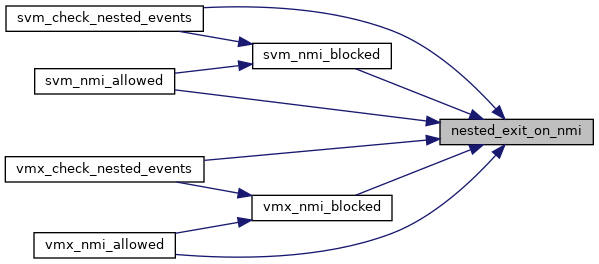 svm_check_nested_events
svm_nmi_blocked
svm_nmi_allowed
nested_exit_on_nmi
vmx_check_nested_events
vmx_nmi_blocked
vmx_nmi_allowed